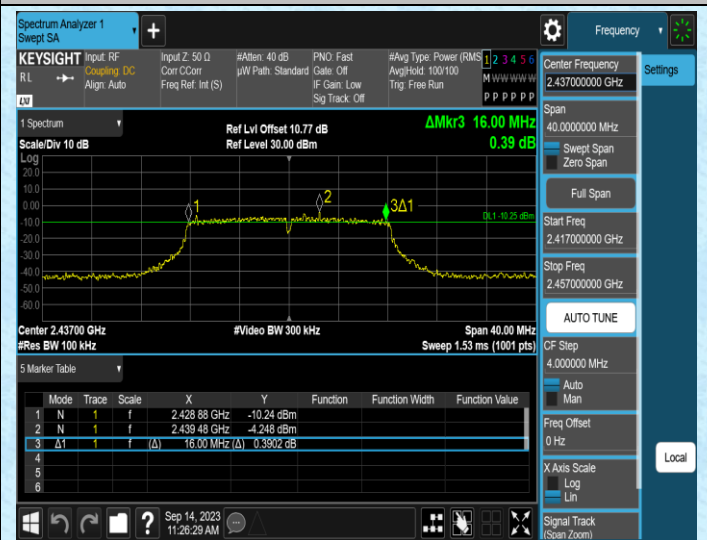 Spectrum Analyzer 1
Swept SA
+
Frequency
KEYSIGHT
RL
LXI
Input: RF
Coupling: DC
Align: Auto
Input Z: 50 Ω
Corr CCorr
Freq Ref: Int (S)
#Atten: 40 dB
µW Path: Standard
PNO: Fast
Gate: Off
IF Gain: Low
Sig Track: Off
#Avg Type: Power (RMS
Avg|Hold: 100/100
Trig: Free Run
1 2 3 4 5 6
M W W W W W
P P P P P P
1 Spectrum
Scale/Div 10 dB
Ref Lvl Offset 10.77 dB
Ref Level 30.00 dBm
ΔMkr3 16.00 MHz
0.39 dB
Log
20.0
10.0
0.00
-10.0
-20.0
-30.0
-40.0
-50.0
-60.0
1
2
3Δ1
DL1 -10.25 dBm
Center 2.43700 GHz
#Video BW 300 kHz
Span 40.00 MHz
#Res BW 100 kHz
Sweep 1.53 ms (1001 pts)
5 Marker Table
Mode Trace Scale X Y Function Function Width Function Value
1 N 1 f 2.428 88 GHz -10.24 dBm
2 N 1 f 2.439 48 GHz -4.248 dBm
3 Δ1 1 f (Δ) 16.00 MHz (Δ) 0.3902 dB
4
5
6
Sep 14, 2023
11:26:29 AM
?
Center Frequency
2.437000000 GHz
Settings
Span
40.0000000 MHz
Swept Span
Zero Span
Full Span
Start Freq
2.417000000 GHz
Stop Freq
2.457000000 GHz
AUTO TUNE
CF Step
4.000000 MHz
Auto
Man
Freq Offset
0 Hz
X Axis Scale
Log
Lin
Local
Signal Track
(Span Zoom)